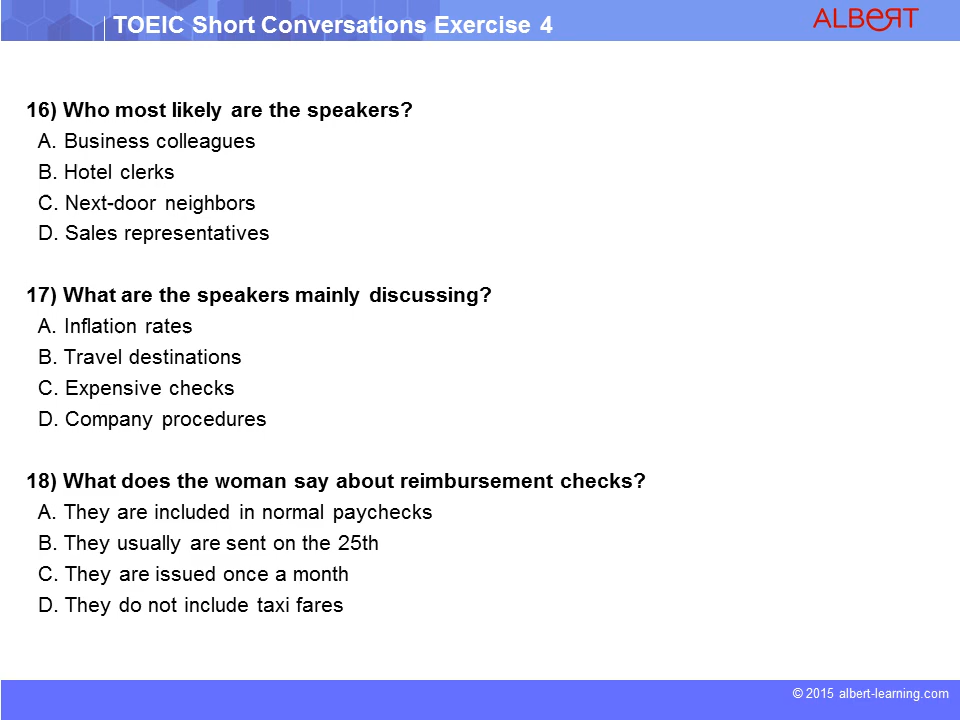 TOEIC Short Conversations Exercise 4
ALBERT
16) Who most likely are the speakers?
A. Business colleagues
B. Hotel clerks
C. Next-door neighbors
D. Sales representatives
17) What are the speakers mainly discussing?
A. Inflation rates
B. Travel destinations
C. Expensive checks
D. Company procedures
18) What does the woman say about reimbursement checks?
A. They are included in normal paychecks
B. They usually are sent on the 25th
C. They are issued once a month
D. They do not include taxi fares
© 2015 albert-learning.com